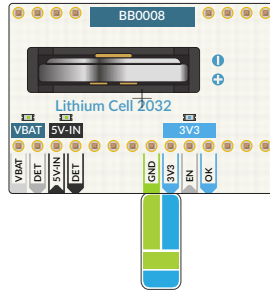 BB0008
Lithium Cell 2032
VBAT 5V-IN 3V3
VBAT DET 5V-IN DET GND 3V3 EN OK